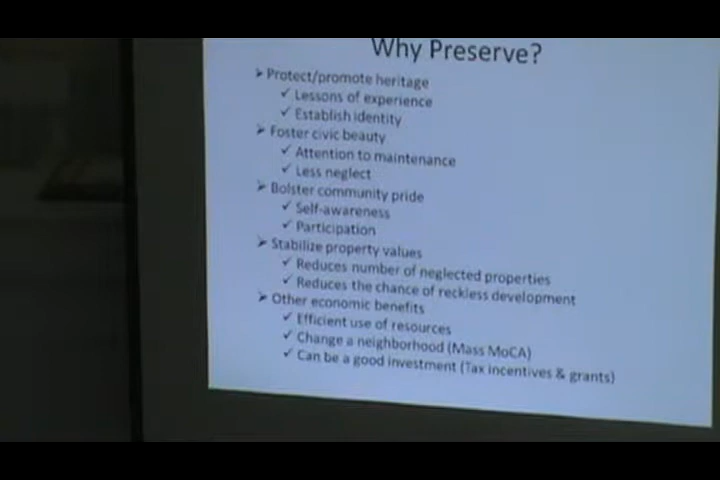 Why Preserve?
➢ Protect/promote heritage
✓ Lessons of experience
✓ Establish identity
➢ Foster civic beauty
✓ Attention to maintenance
✓ Less neglect
➢ Bolster community pride
✓ Self-awareness
✓ Participation
➢ Stabilize property values
✓ Reduces number of neglected properties
✓ Reduces the chance of reckless development
➢ Other economic benefits
✓ Efficient use of resources
✓ Change a neighborhood (Mass MoCA)
✓ Can be a good investment (Tax incentives & grants)